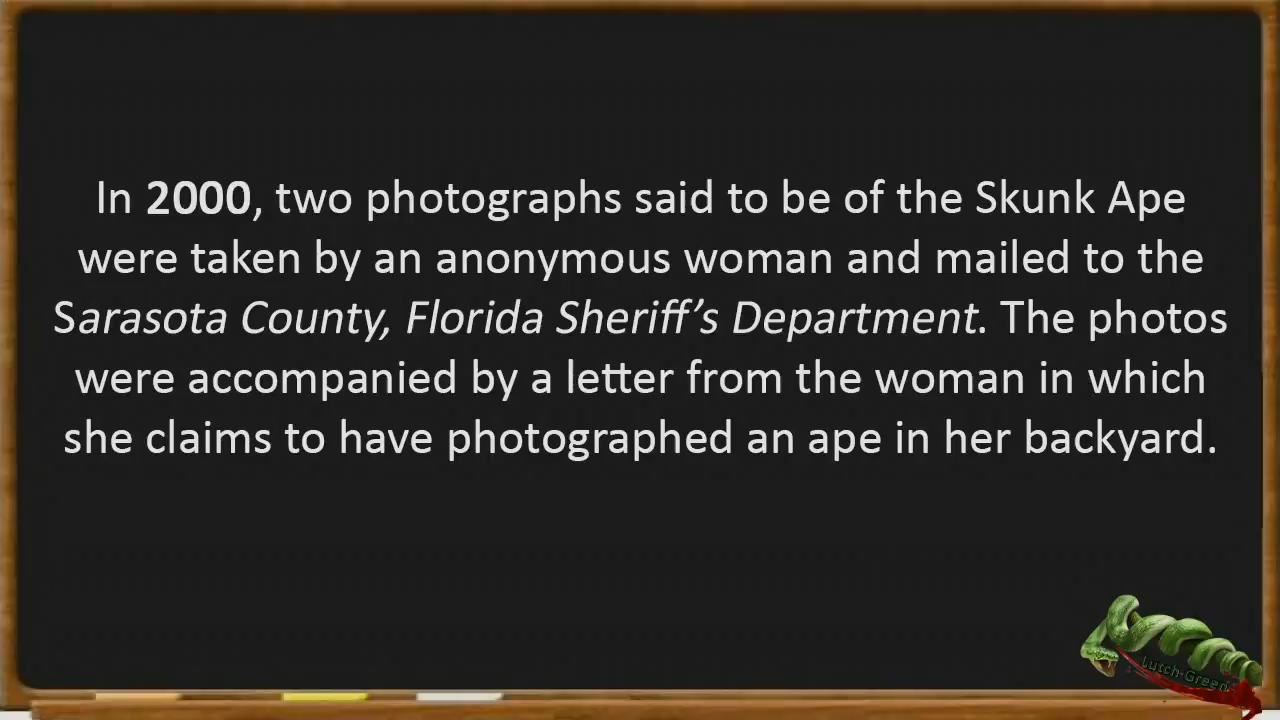 In 2000, two photographs said to be of the Skunk Ape
were taken by an anonymous woman and mailed to the
Sarasota County, Florida Sheriff’s Department. The photos
were accompanied by a letter from the woman in which
she claims to have photographed an ape in her backyard.
Lutch-Green